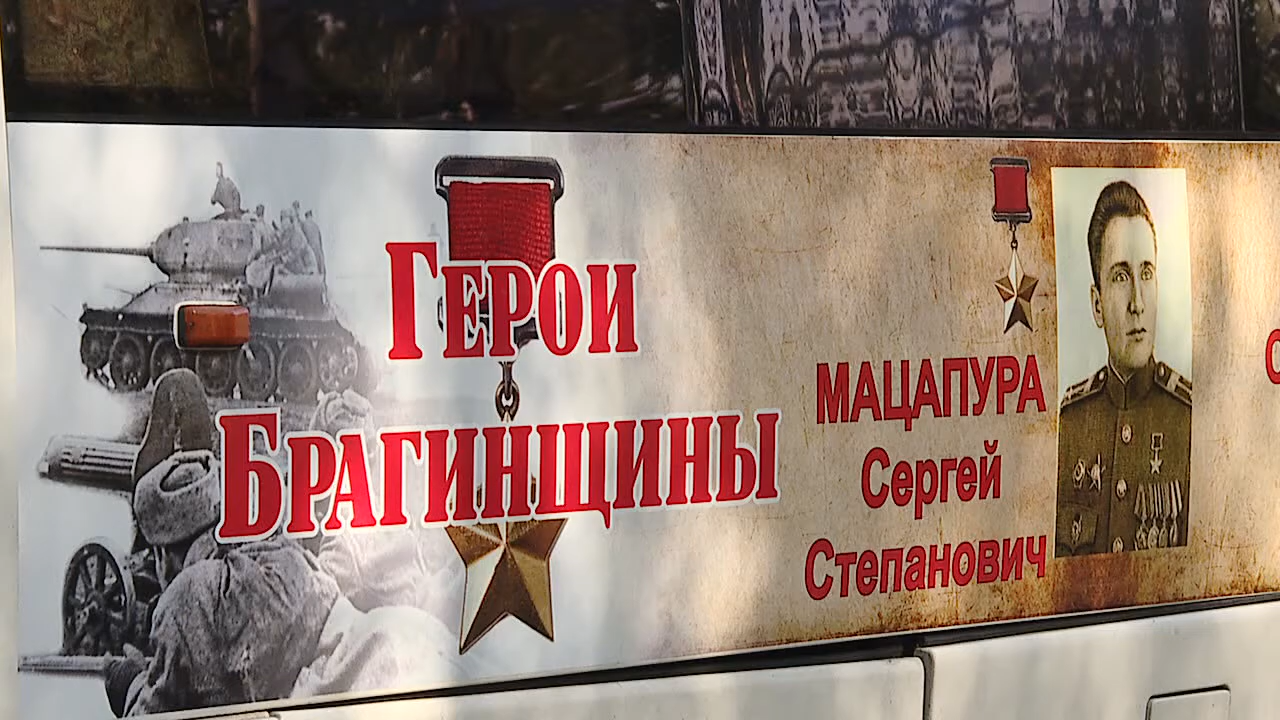 Герои
Брагинщины
МАЦАПУРА
Сергей
Степанович